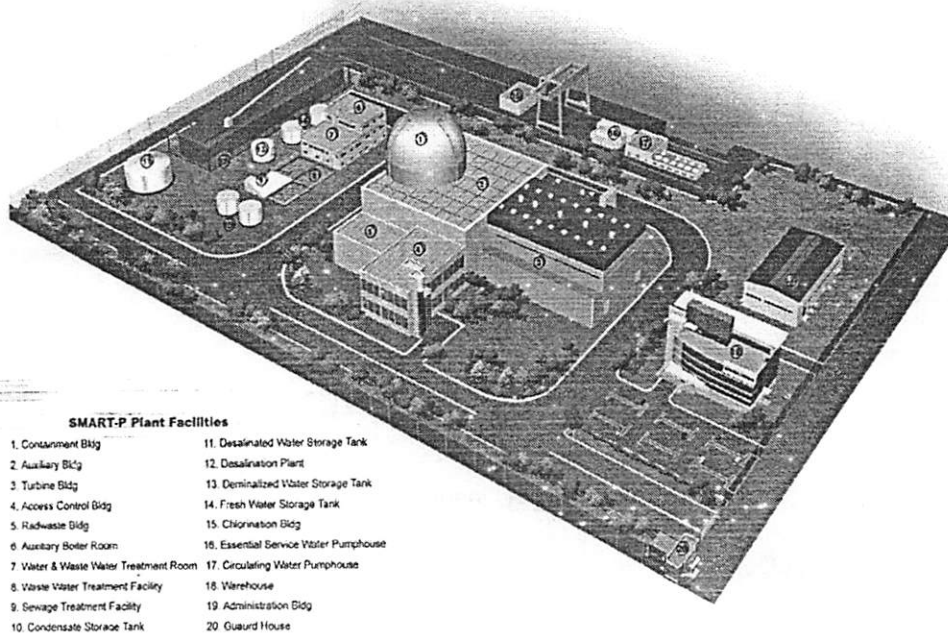 SMART-P Plant Facilities
1. Containment Bldg
2. Auxiliary Bldg
3. Turbine Bldg
4. Access Control Bldg
5. Radwaste Bldg
6. Auxiliary Boiler Room
7. Water & Waste Water Treatment Room
8. Waste Water Treatment Facility
9. Sewage Treatment Facility
10. Condensate Storage Tank
11. Desalinated Water Storage Tank
12. Desalination Plant
13. Deminalized Water Storage Tank
14. Fresh Water Storage Tank
15. Chlorination Bldg
16. Essential Service Water Pumphouse
17. Circulating Water Pumphouse
18. Warehouse
19. Administration Bldg
20. Guaurd House